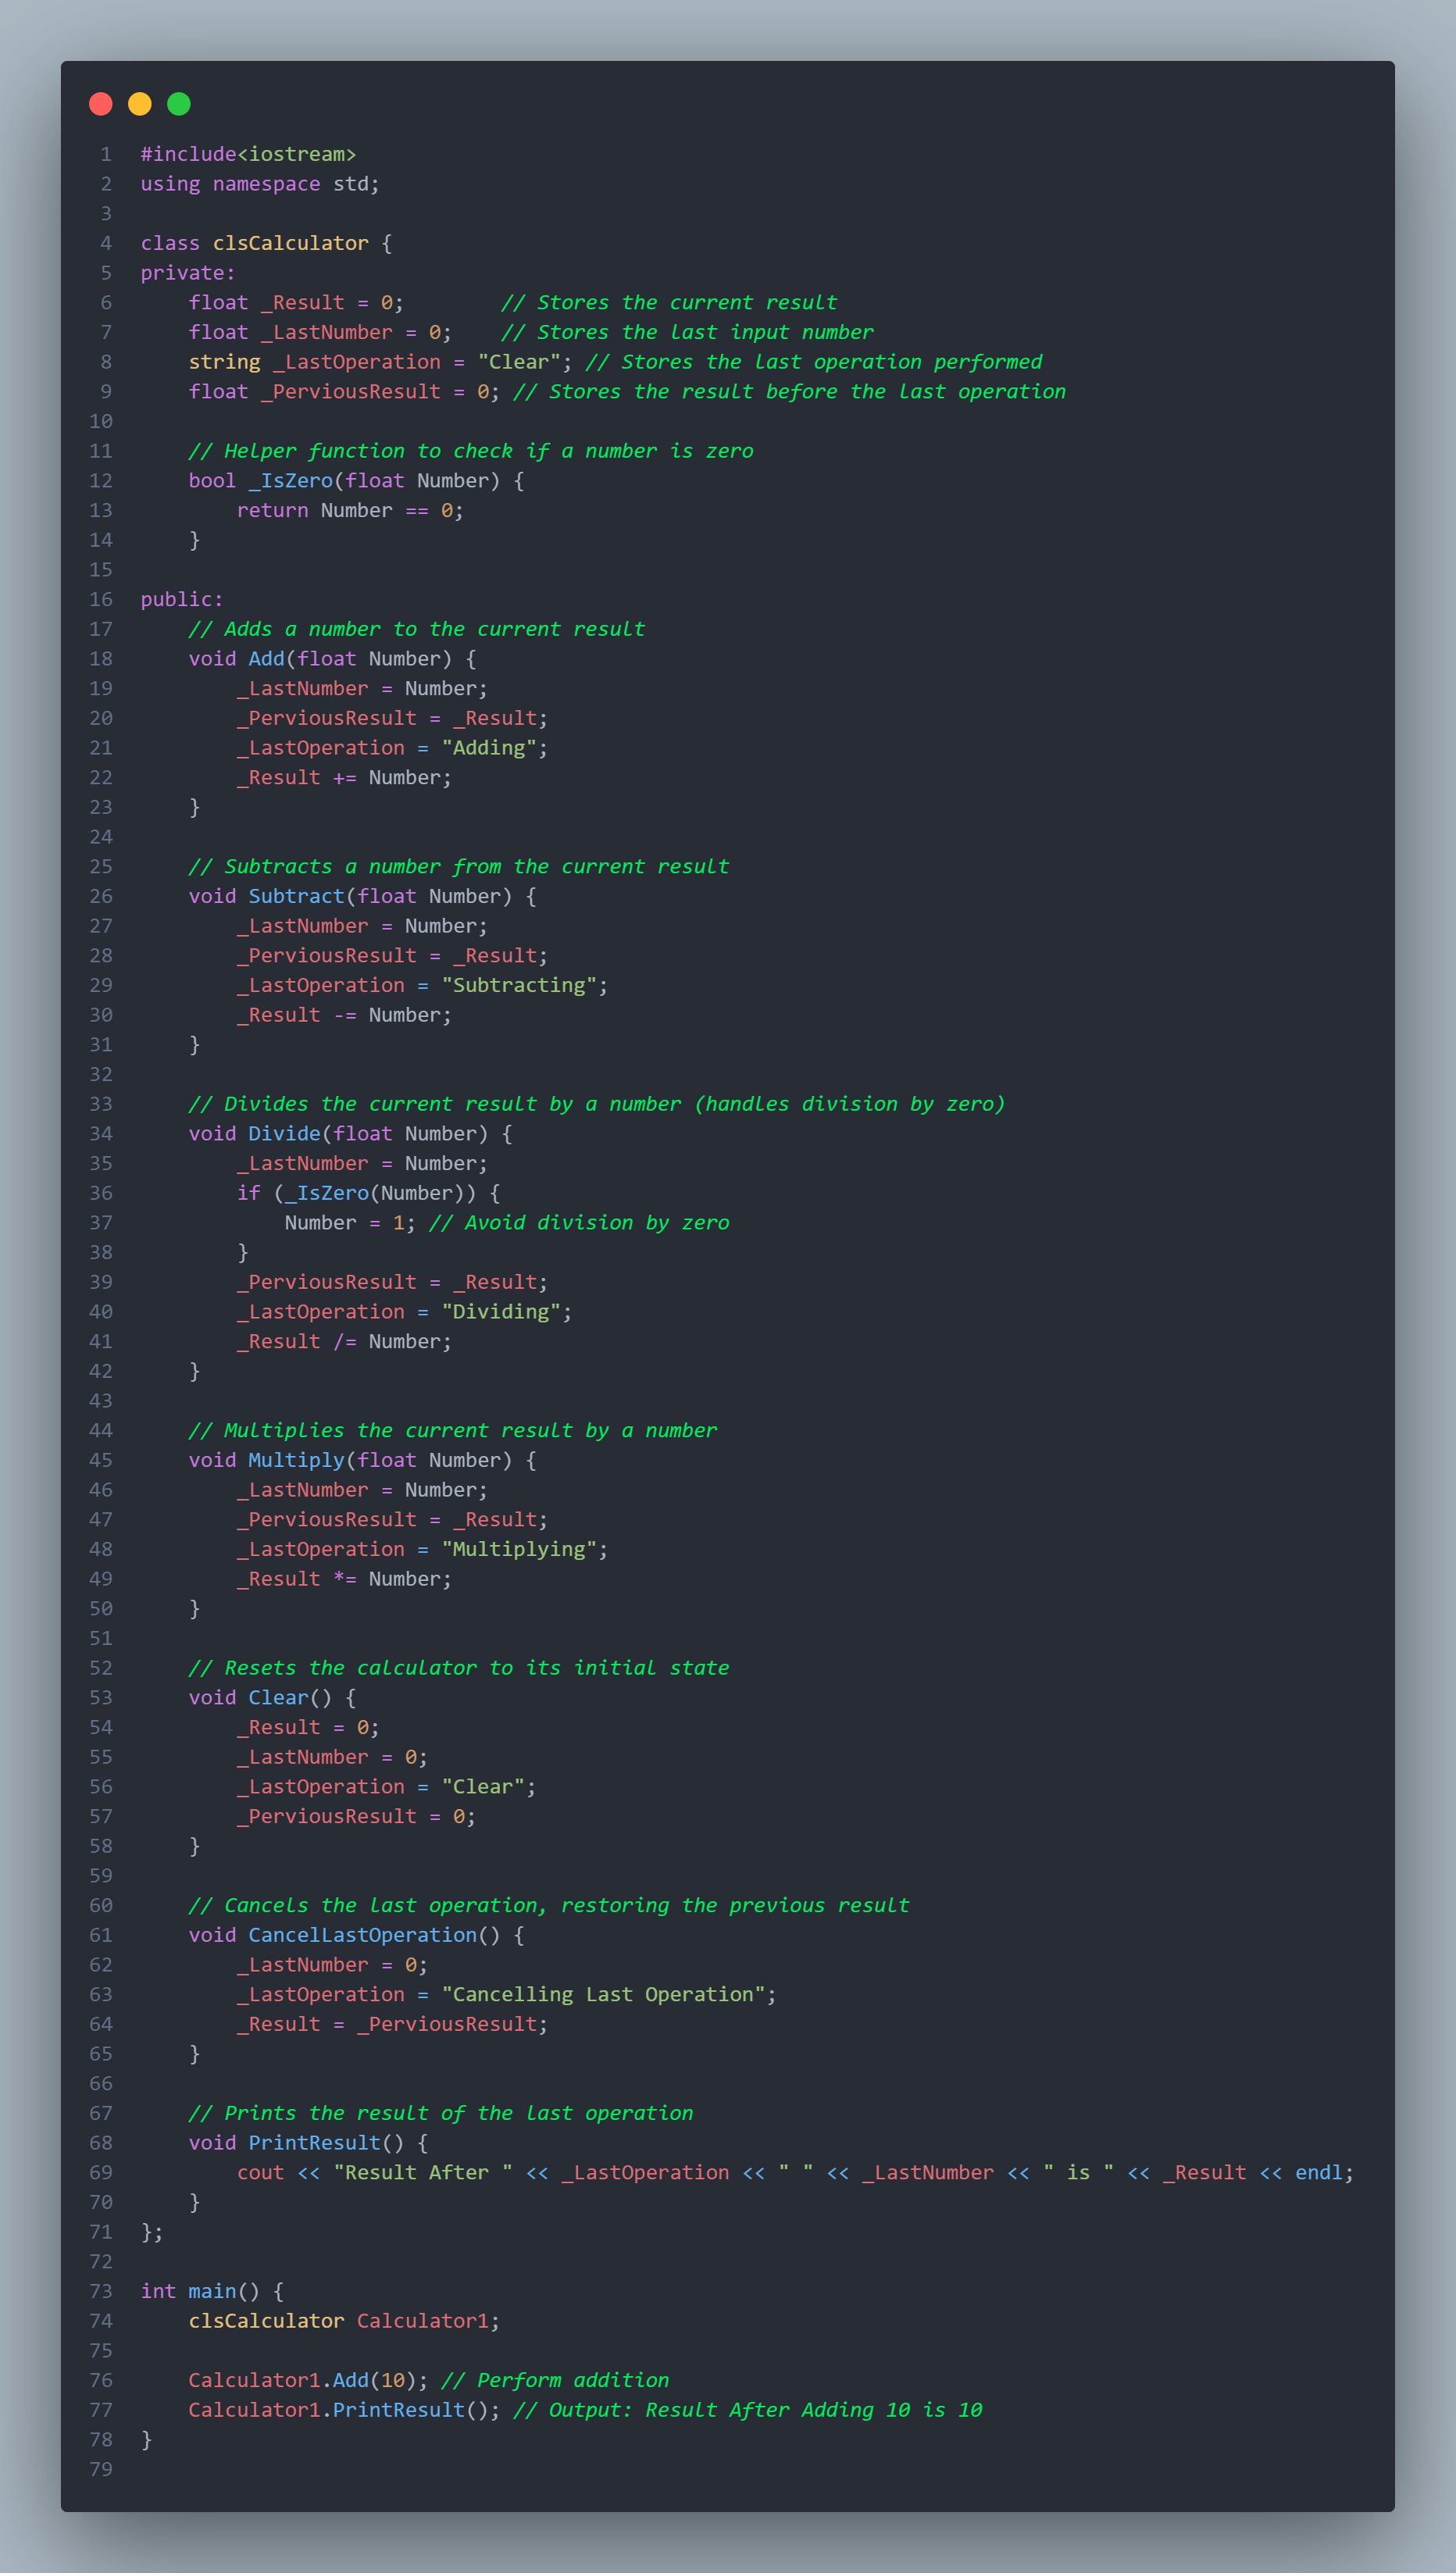 1 #include<iostream>
2 using namespace std;
3
4 class clsCalculator {
5 private:
6     float _Result = 0;        // Stores the current result
7     float _LastNumber = 0;    // Stores the last input number
8     string _LastOperation = "Clear"; // Stores the last operation performed
9     float _PerviousResult = 0; // Stores the result before the last operation
10
11     // Helper function to check if a number is zero
12     bool _IsZero(float Number) {
13         return Number == 0;
14     }
15
16 public:
17     // Adds a number to the current result
18     void Add(float Number) {
19         _LastNumber = Number;
20         _PerviousResult = _Result;
21         _LastOperation = "Adding";
22         _Result += Number;
23     }
24
25     // Subtracts a number from the current result
26     void Subtract(float Number) {
27         _LastNumber = Number;
28         _PerviousResult = _Result;
29         _LastOperation = "Subtracting";
30         _Result -= Number;
31     }
32
33     // Divides the current result by a number (handles division by zero)
34     void Divide(float Number) {
35         _LastNumber = Number;
36         if (_IsZero(Number)) {
37             Number = 1; // Avoid division by zero
38         }
39         _PerviousResult = _Result;
40         _LastOperation = "Dividing";
41         _Result /= Number;
42     }
43
44     // Multiplies the current result by a number
45     void Multiply(float Number) {
46         _LastNumber = Number;
47         _PerviousResult = _Result;
48         _LastOperation = "Multiplying";
49         _Result *= Number;
50     }
51
52     // Resets the calculator to its initial state
53     void Clear() {
54         _Result = 0;
55         _LastNumber = 0;
56         _LastOperation = "Clear";
57         _PerviousResult = 0;
58     }
59
60     // Cancels the last operation, restoring the previous result
61     void CancelLastOperation() {
62         _LastNumber = 0;
63         _LastOperation = "Cancelling Last Operation";
64         _Result = _PerviousResult;
65     }
66
67     // Prints the result of the last operation
68     void PrintResult() {
69         cout << "Result After " << _LastOperation << " " << _LastNumber << " is " << _Result << endl;
70     }
71 };
72
73 int main() {
74     clsCalculator Calculator1;
75
76     Calculator1.Add(10); // Perform addition
77     Calculator1.PrintResult(); // Output: Result After Adding 10 is 10
78 }
79